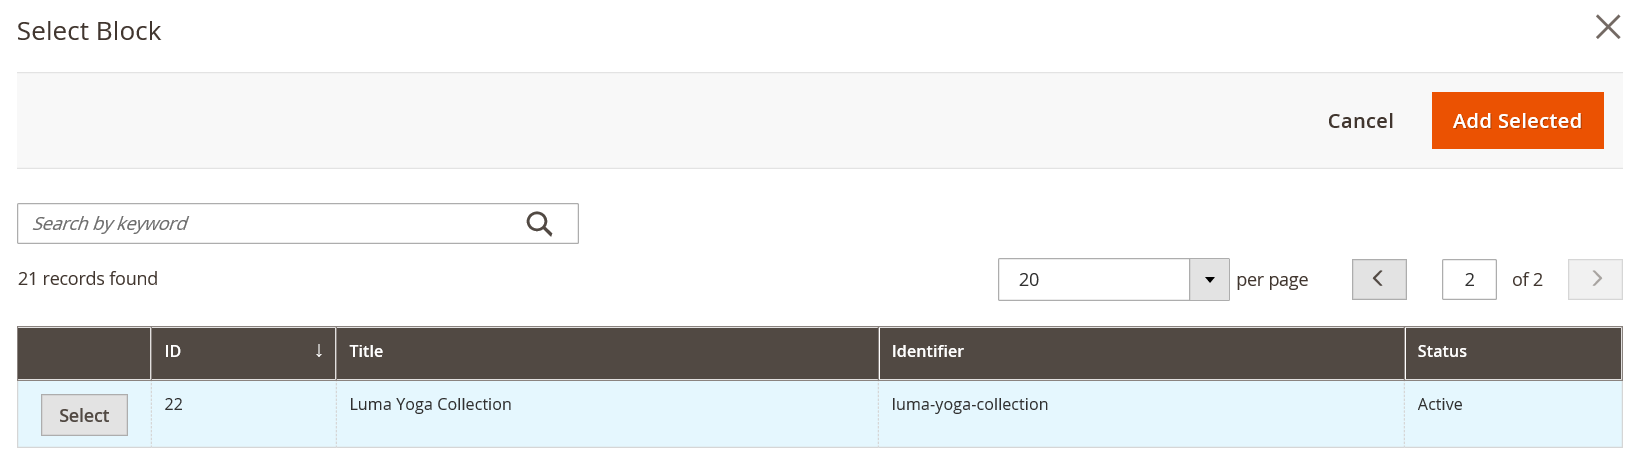 Select Block
Cancel
Add Selected
Search by keyword
21 records found
20
per page
2
of 2
ID ↓ Title Identifier Status
Select 22 Luma Yoga Collection luma-yoga-collection Active